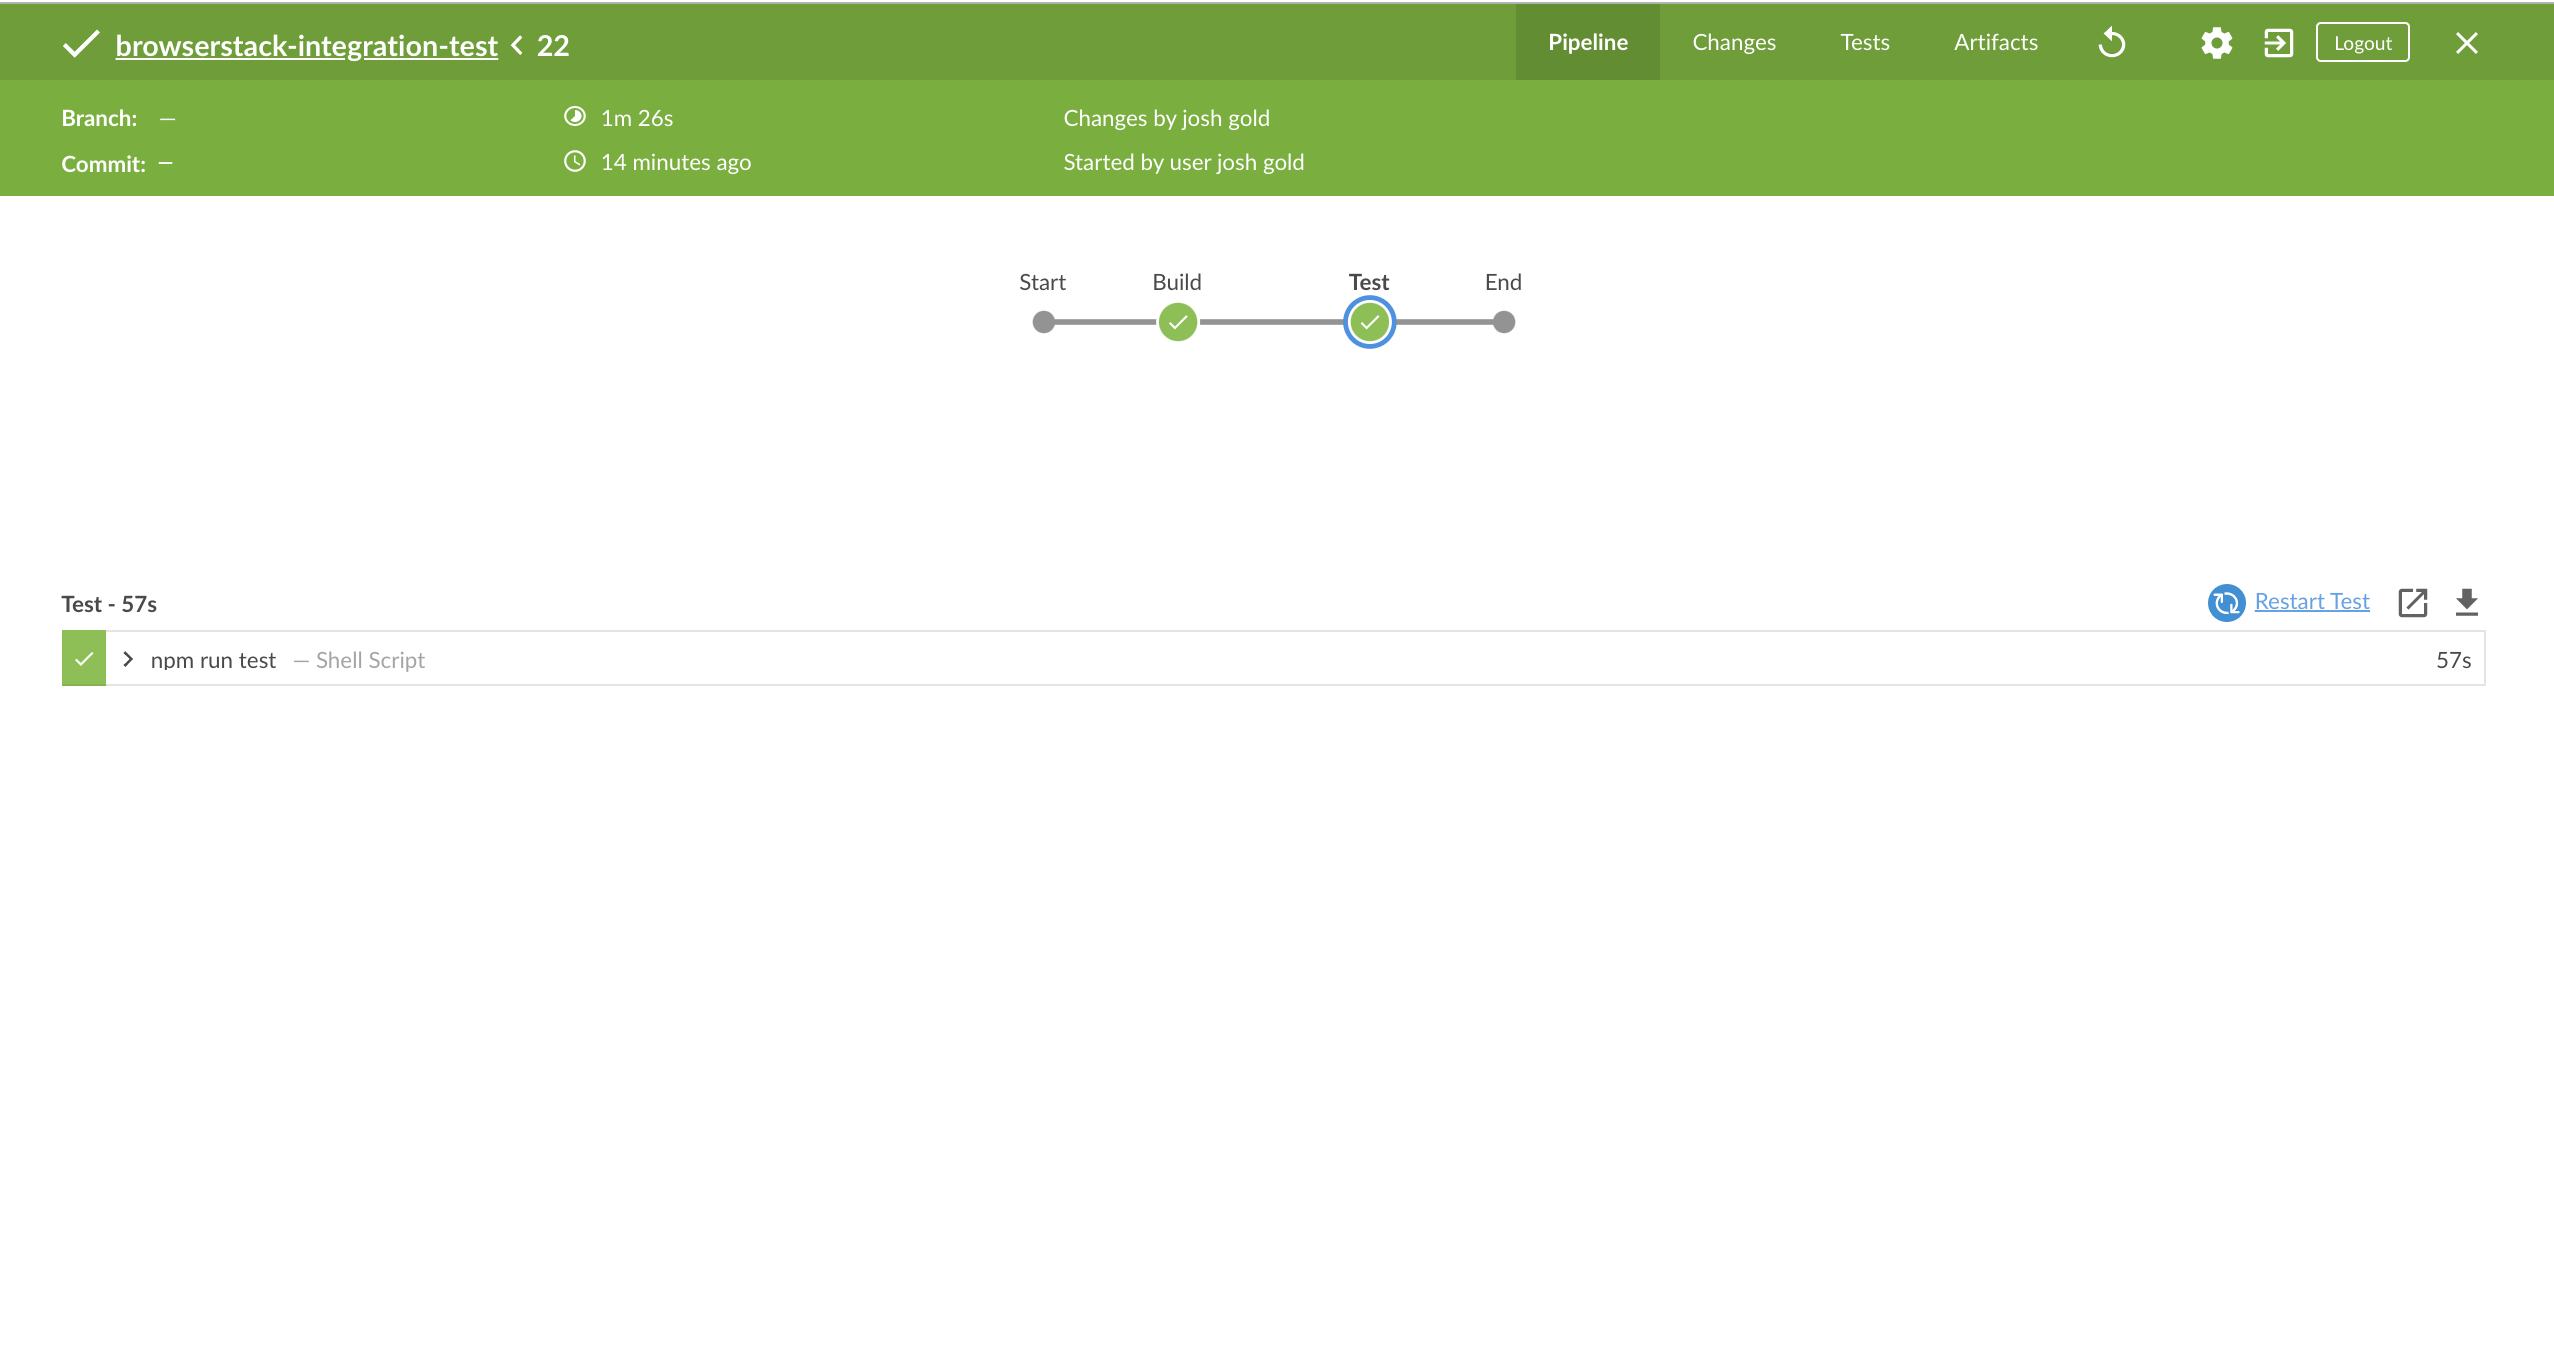 browserstack-integration-test < 22
Pipeline Changes Tests Artifacts Logout
Branch: —
1m 26s
Changes by josh gold
Commit: —
14 minutes ago
Started by user josh gold
Start Build Test End
Test - 57s
Restart Test
npm run test — Shell Script 57s